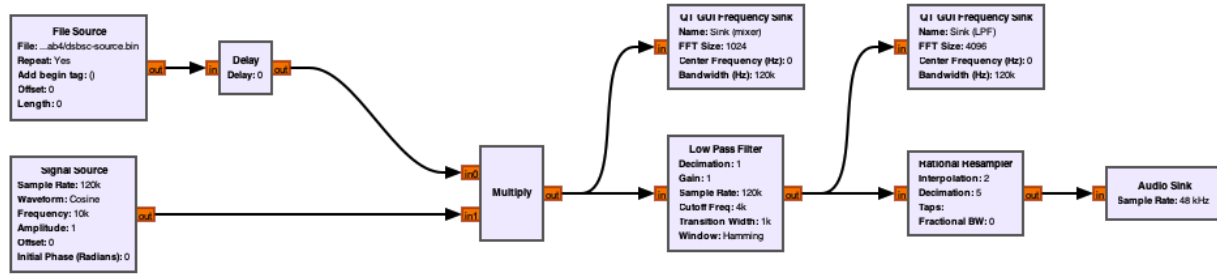 File Source
File: ...ab4/dsbsc-source.bin
Repeat: Yes
Add begin tag: ()
Offset: 0
Length: 0
out
in
Delay
Delay: 0
out
Signal Source
Sample Rate: 120k
Waveform: Cosine
Frequency: 10k
Amplitude: 1
Offset: 0
Initial Phase (Radians): 0
out
in0
in1
Multiply
out
QT GUI Frequency Sink
Name: Sink (mixer)
FFT Size: 1024
Center Frequency (Hz): 0
Bandwidth (Hz): 120k
in
Low Pass Filter
Decimation: 1
Gain: 1
Sample Rate: 120k
Cutoff Freq: 4k
Transition Width: 1k
Window: Hamming
in
out
QT GUI Frequency Sink
Name: Sink (LPF)
FFT Size: 4096
Center Frequency (Hz): 0
Bandwidth (Hz): 120k
in
Rational Resampler
Interpolation: 2
Decimation: 5
Taps:
Fractional BW: 0
in
out
in
Audio Sink
Sample Rate: 48 kHz